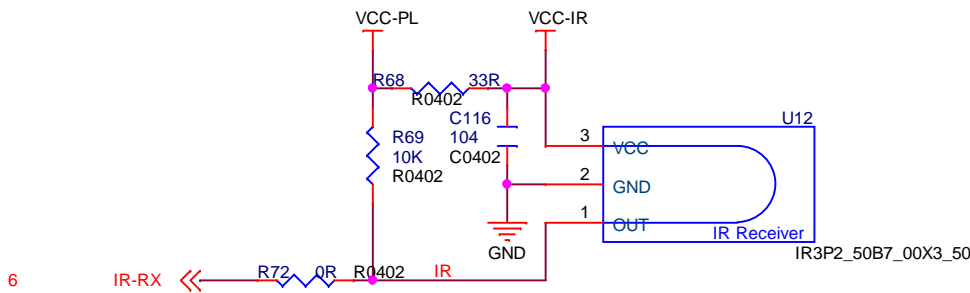 VCC-PL
VCC-IR
R68
33R
R0402
C116
104
C0402
R69
10K
R0402
U12
3
VCC
2
GND
1
OUT
IR Receiver
IR3P2_50B7_00X3_50
GND
6
IR-RX
R72
0R
R0402
IR